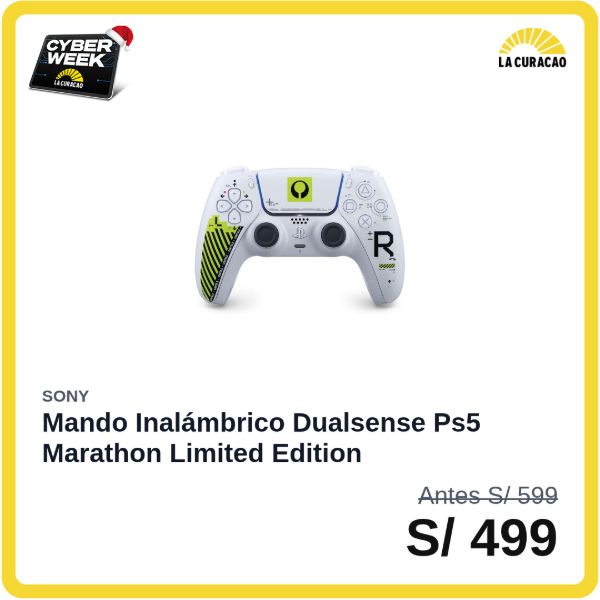 CYBER
WEEK
LA CURACAO
LA CURACAO
L
R
SONY
Mando Inalámbrico Dualsense Ps5
Marathon Limited Edition
Antes S/ 599
S/ 499